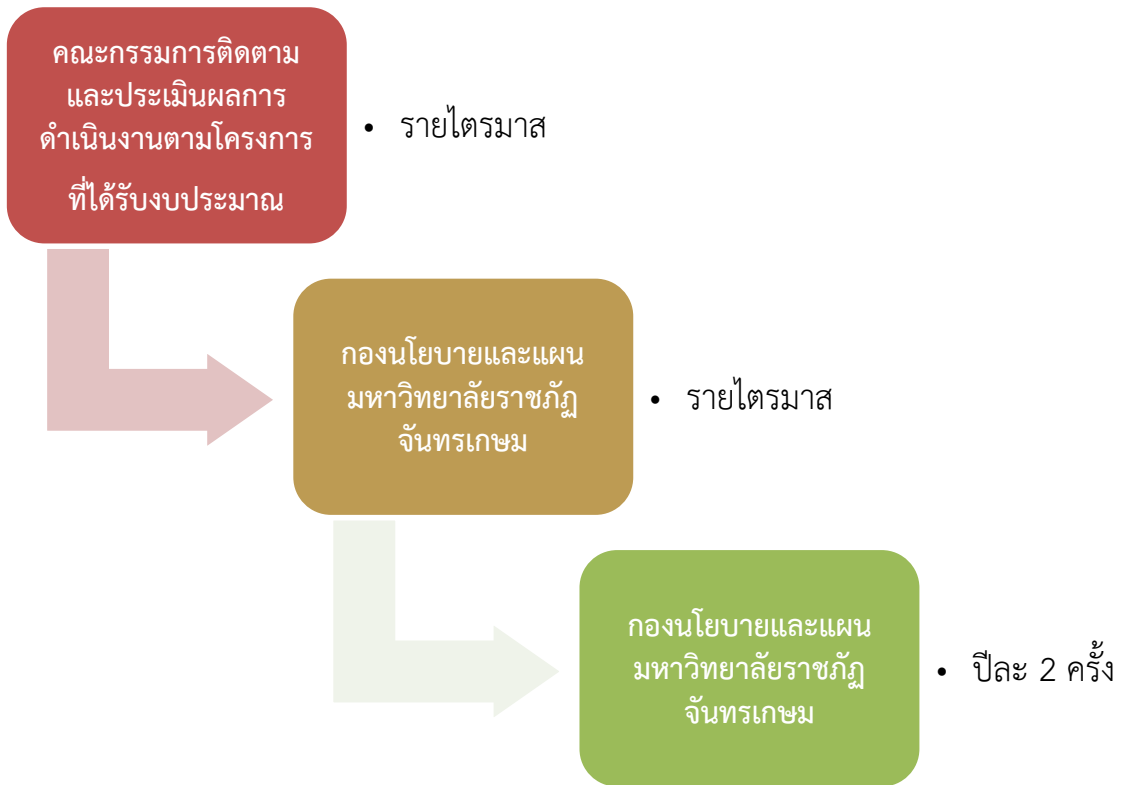 คณะกรรมการติดตาม
และประเมินผลการ
ดำเนินงานตามโครงการ
ที่ได้รับงบประมาณ
• รายไตรมาส
กองนโยบายและแผน
มหาวิทยาลัยราชภัฏ
จันทรเกษม
• รายไตรมาส
กองนโยบายและแผน
มหาวิทยาลัยราชภัฏ
จันทรเกษม
• ปีละ 2 ครั้ง